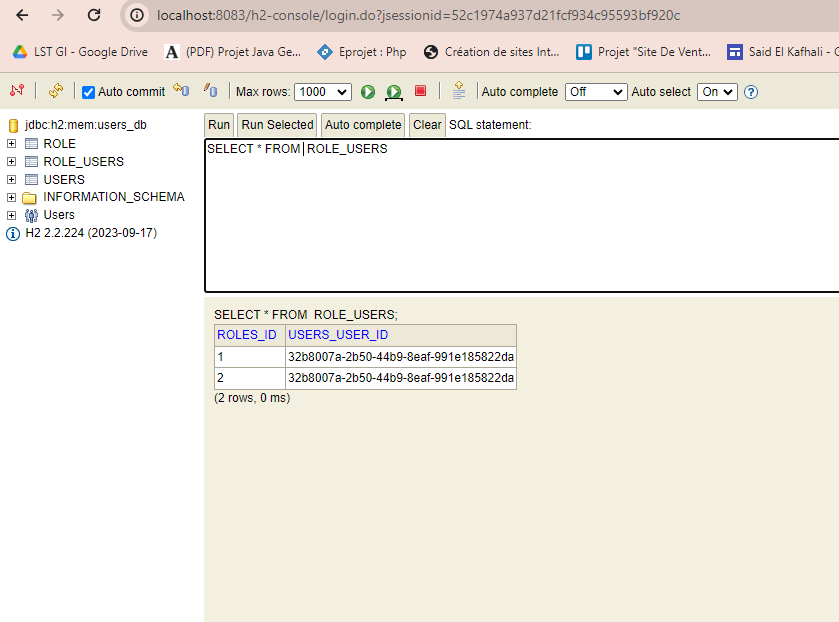 localhost:8083/h2-console/login.do?jsessionid=52c1974a937d21fcf934c95593bf920c
LST GI - Google Drive A (PDF) Projet Java Ge... Eprojet : Php Création de sites Int... Projet "Site De Vent... Said El Kafhali - G
Auto commit Max rows: 1000 Auto complete Off Auto select On ?
jdbc:h2:mem:users_db
ROLE
ROLE_USERS
USERS
INFORMATION_SCHEMA
Users
H2 2.2.224 (2023-09-17)
Run Run Selected Auto complete Clear SQL statement:
SELECT * FROM ROLE_USERS
SELECT * FROM  ROLE_USERS;
ROLES_ID USERS_USER_ID
1 32b8007a-2b50-44b9-8eaf-991e185822da
2 32b8007a-2b50-44b9-8eaf-991e185822da
(2 rows, 0 ms)